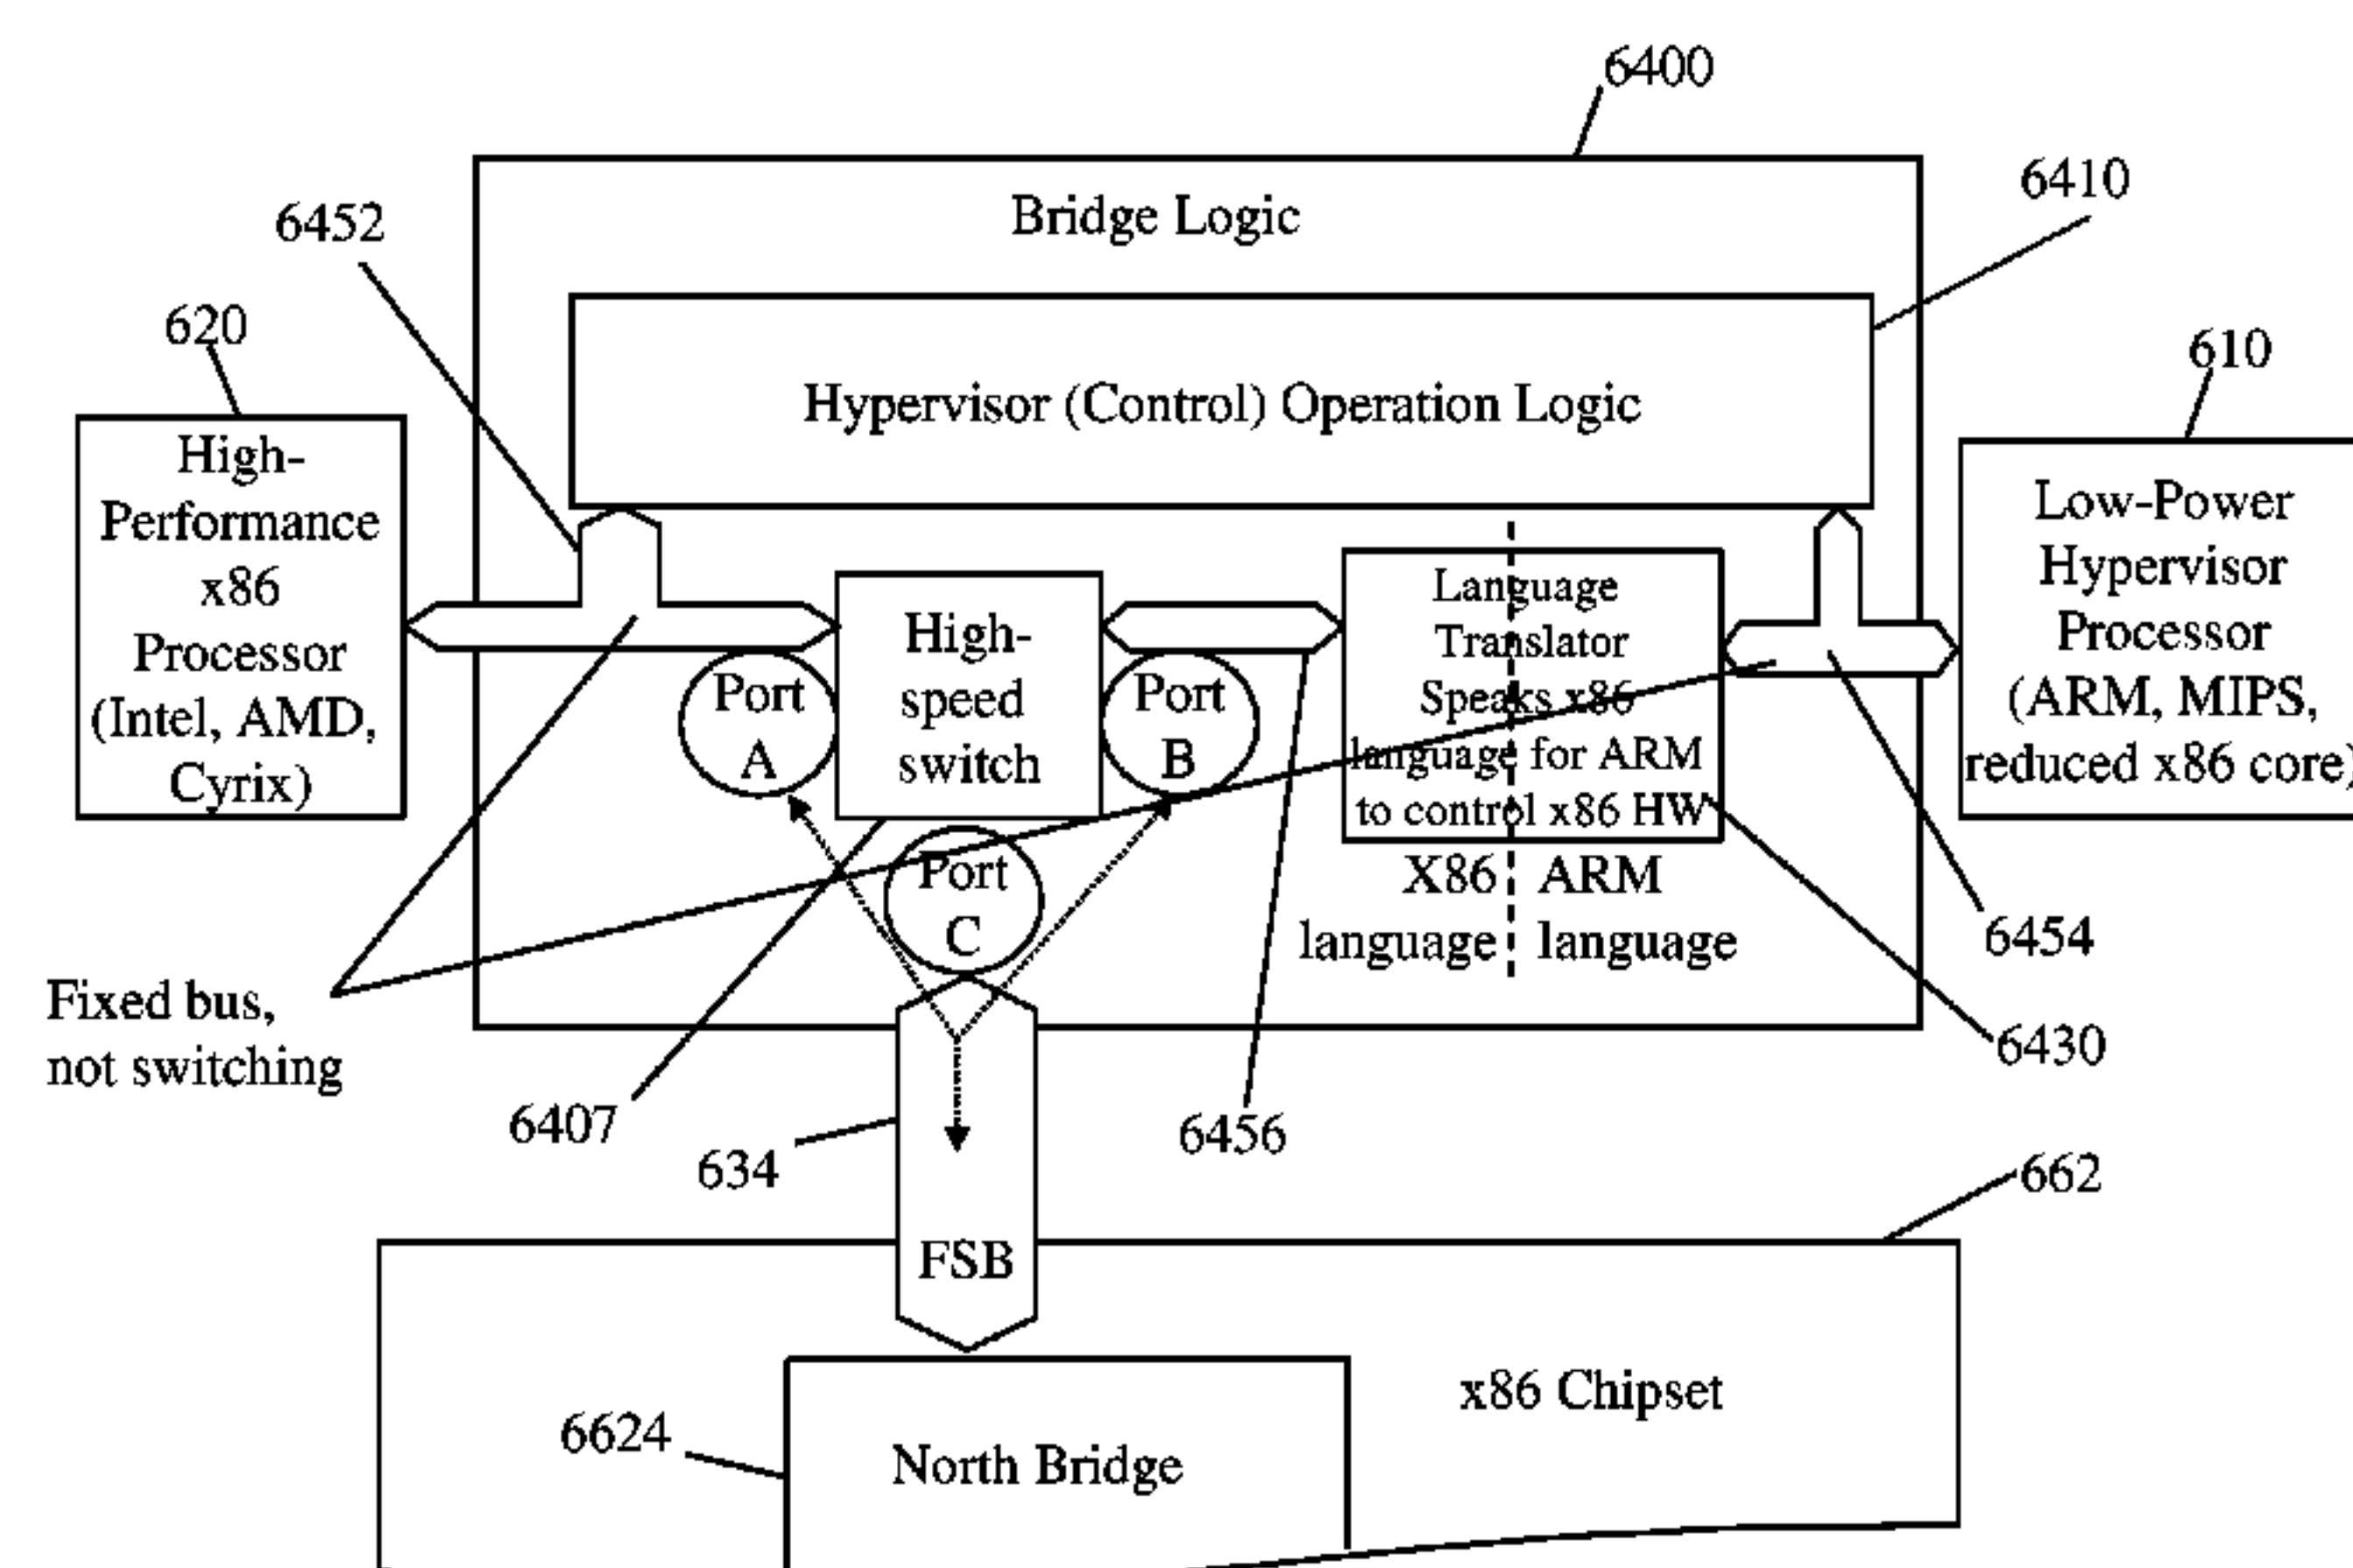 6400
6410
6452
Bridge Logic
620
610
Hypervisor (Control) Operation Logic
High-
Performance
x86
Processor
(Intel, AMD,
Cyrix)
Low-Power
Hypervisor
Processor
(ARM, MIPS,
reduced x86 core)
High-
speed
switch
Port
A
Port
B
Port
C
Language
Translator
Speaks x86
language for ARM
to control x86 HW
X86
language
ARM
language
6454
6430
Fixed bus,
not switching
6407
634
6456
662
FSB
x86 Chipset
6624
North Bridge